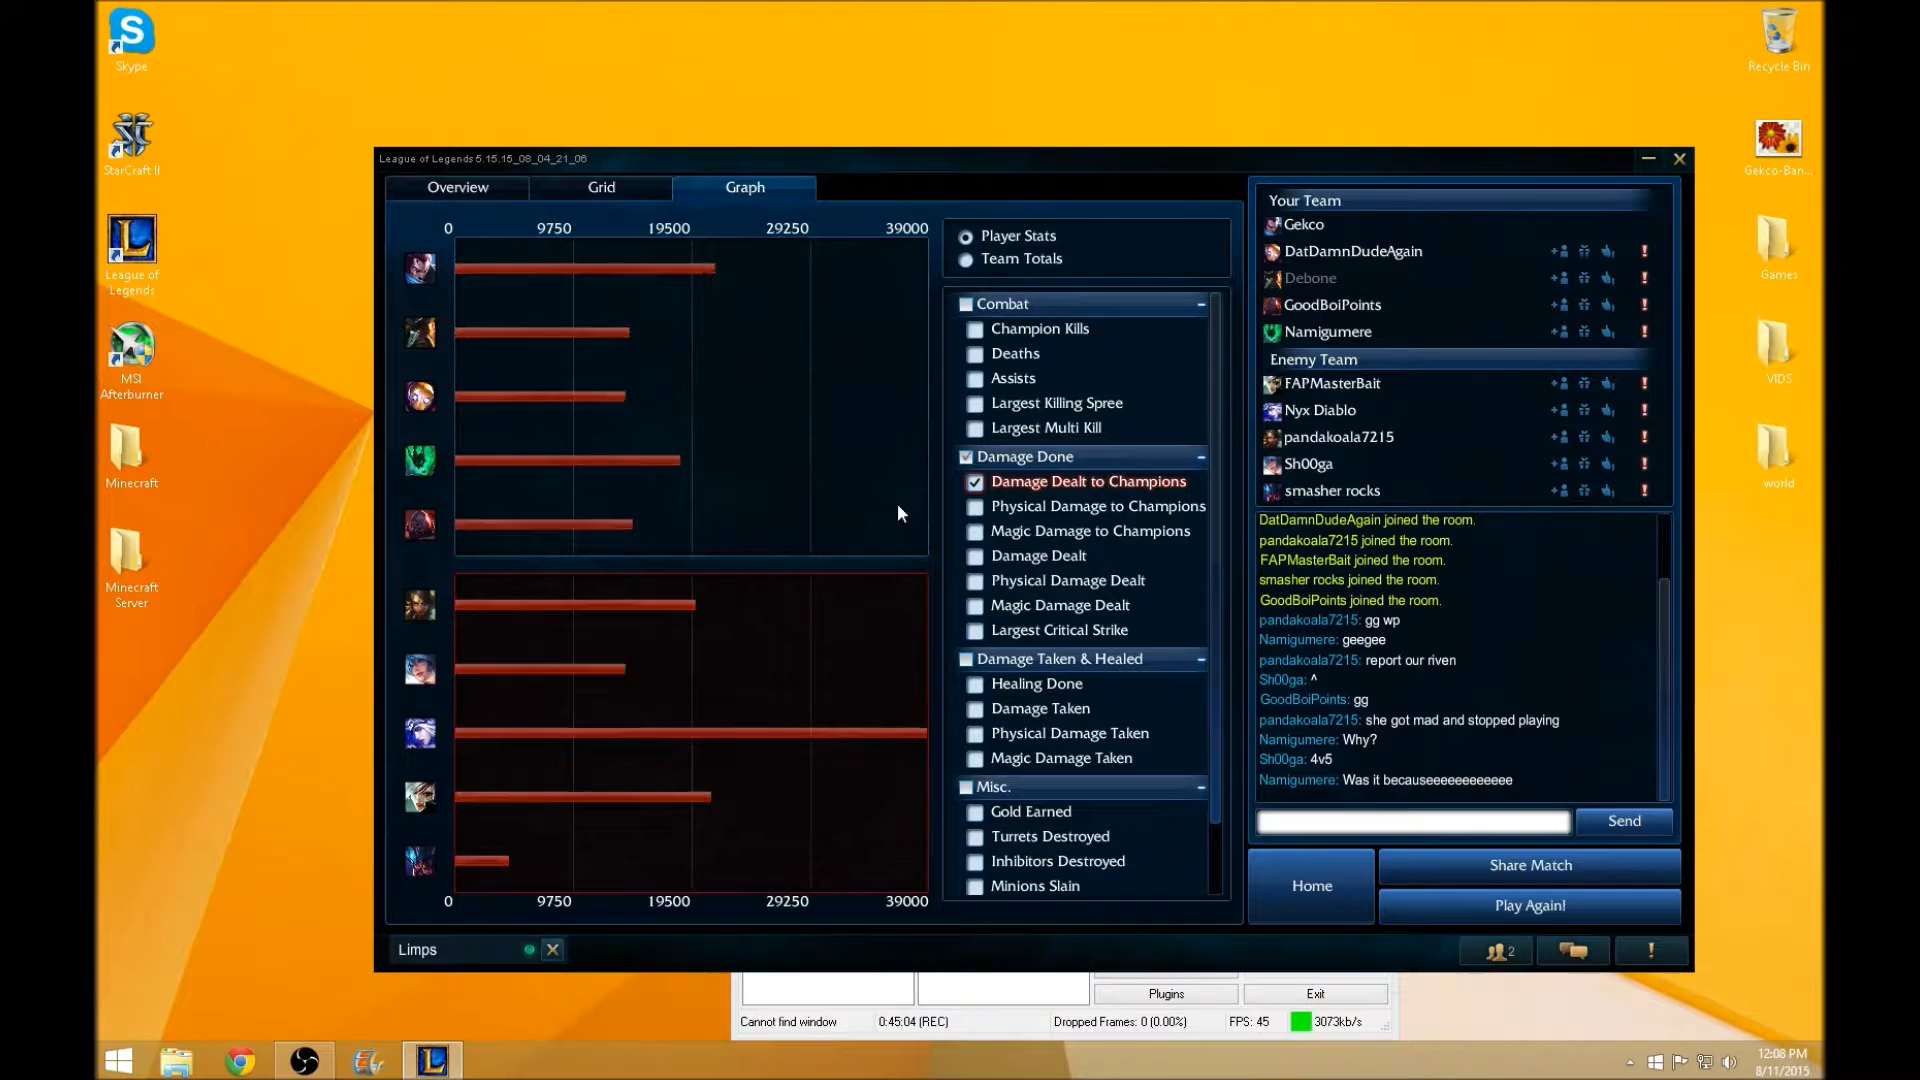 Skype
StarCraft II
League of
Legends
MSI
Afterburner
Minecraft
Minecraft
Server
Recycle Bin
Gekco-Ban...
Games
VIDS
world
League of Legends 5.15.15_08_04_21_06
Overview
Grid
Graph
0 9750 19500 29250 39000
0 9750 19500 29250 39000
Player Stats
Team Totals
Combat
Champion Kills
Deaths
Assists
Largest Killing Spree
Largest Multi Kill
Damage Done
Damage Dealt to Champions
Physical Damage to Champions
Magic Damage to Champions
Damage Dealt
Physical Damage Dealt
Magic Damage Dealt
Largest Critical Strike
Damage Taken & Healed
Healing Done
Damage Taken
Physical Damage Taken
Magic Damage Taken
Misc.
Gold Earned
Turrets Destroyed
Inhibitors Destroyed
Minions Slain
Your Team
Gekco
DatDamnDudeAgain
Debone
GoodBoiPoints
Namigumere
Enemy Team
FAPMasterBait
Nyx Diablo
pandakoala7215
Sh00ga
smasher rocks
DatDamnDudeAgain joined the room.
pandakoala7215 joined the room.
FAPMasterBait joined the room.
smasher rocks joined the room.
GoodBoiPoints joined the room.
pandakoala7215: gg wp
Namigumere: geegee
pandakoala7215: report our riven
Sh00ga: ^
GoodBoiPoints: gg
pandakoala7215: she got mad and stopped playing
Namigumere: Why?
Sh00ga: 4v5
Namigumere: Was it becauseeeeeeeeeeee
Send
Home
Share Match
Play Again!
Limps
2
Plugins
Exit
Cannot find window
0:45:04 (REC)
Dropped Frames: 0 (0.00%)
FPS: 45
3073kb/s
12:08 PM
8/11/2015